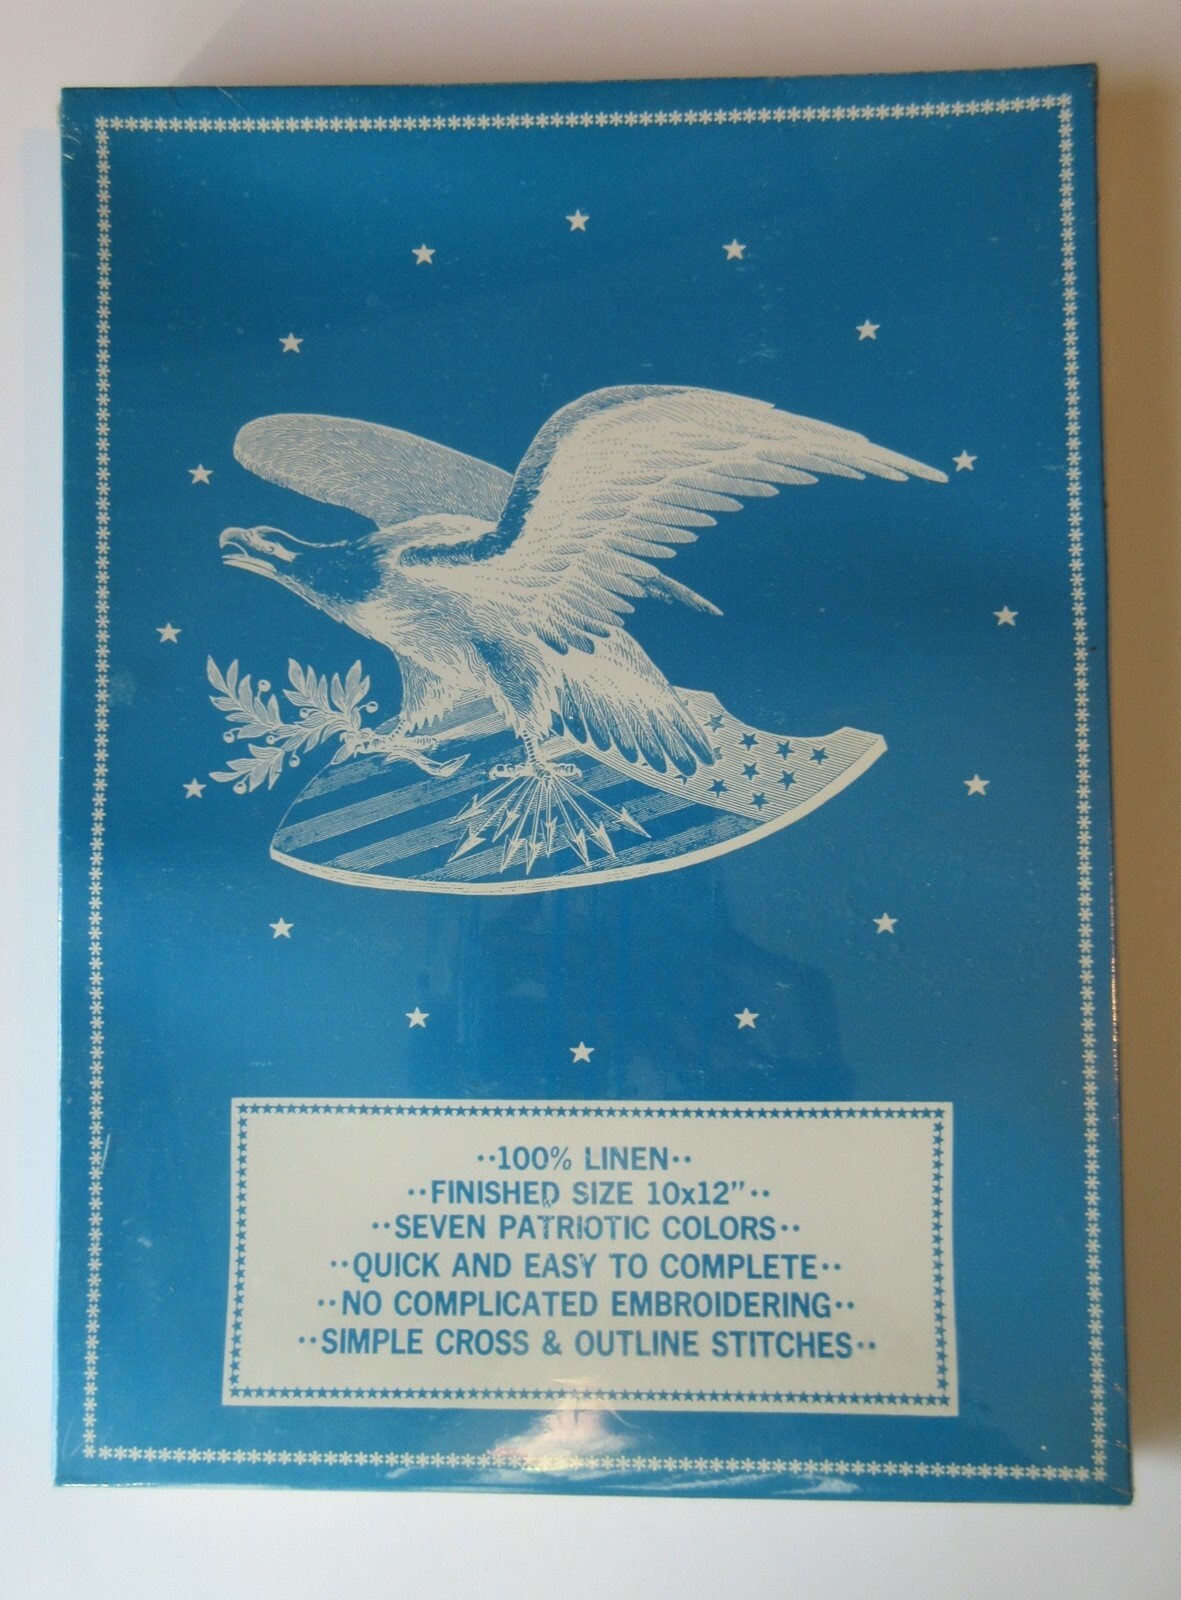 ••100% LINEN••
••FINISHED SIZE 10x12"••
••SEVEN PATRIOTIC COLORS••
••QUICK AND EASY TO COMPLETE••
••NO COMPLICATED EMBROIDERING••
••SIMPLE CROSS & OUTLINE STITCHES••